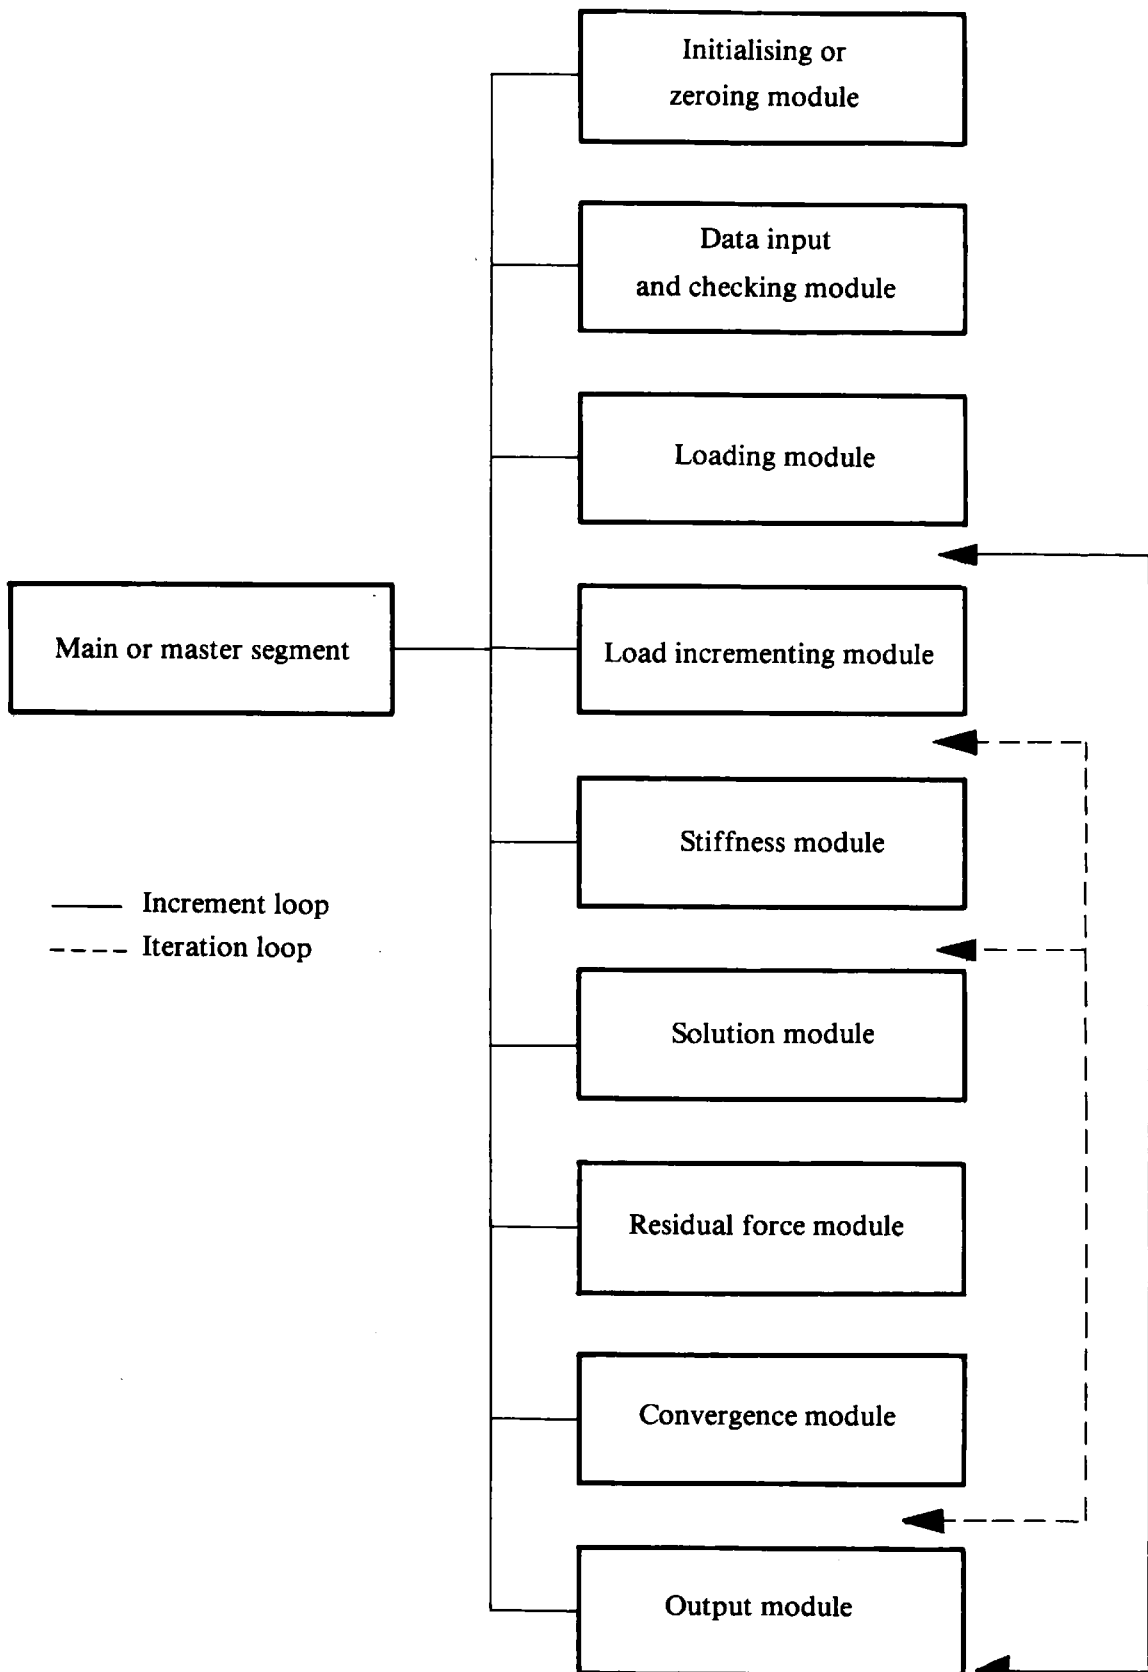 Initialising or
zeroing module
Data input
and checking module
Loading module
Main or master segment
Load incrementing module
Stiffness module
Increment loop
Iteration loop
Solution module
Residual force module
Convergence module
Output module